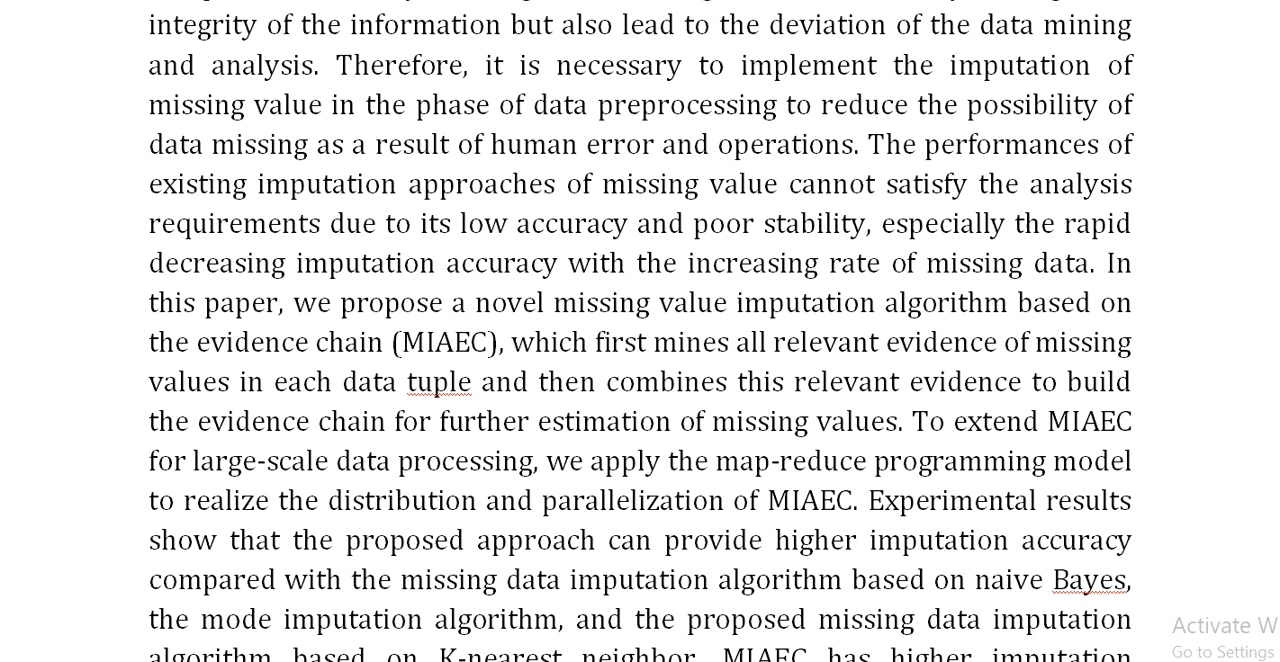 integrity of the information but also lead to the deviation of the data mining
and analysis. Therefore, it is necessary to implement the imputation of
missing value in the phase of data preprocessing to reduce the possibility of
data missing as a result of human error and operations. The performances of
existing imputation approaches of missing value cannot satisfy the analysis
requirements due to its low accuracy and poor stability, especially the rapid
decreasing imputation accuracy with the increasing rate of missing data. In
this paper, we propose a novel missing value imputation algorithm based on
the evidence chain (MIAEC), which first mines all relevant evidence of missing
values in each data tuple and then combines this relevant evidence to build
the evidence chain for further estimation of missing values. To extend MIAEC
for large-scale data processing, we apply the map-reduce programming model
to realize the distribution and parallelization of MIAEC. Experimental results
show that the proposed approach can provide higher imputation accuracy
compared with the missing data imputation algorithm based on naive Bayes,
the mode imputation algorithm, and the proposed missing data imputation
algorithm based on K-nearest neighbor. MIAEC has higher imputation
Activate W
Go to Settings